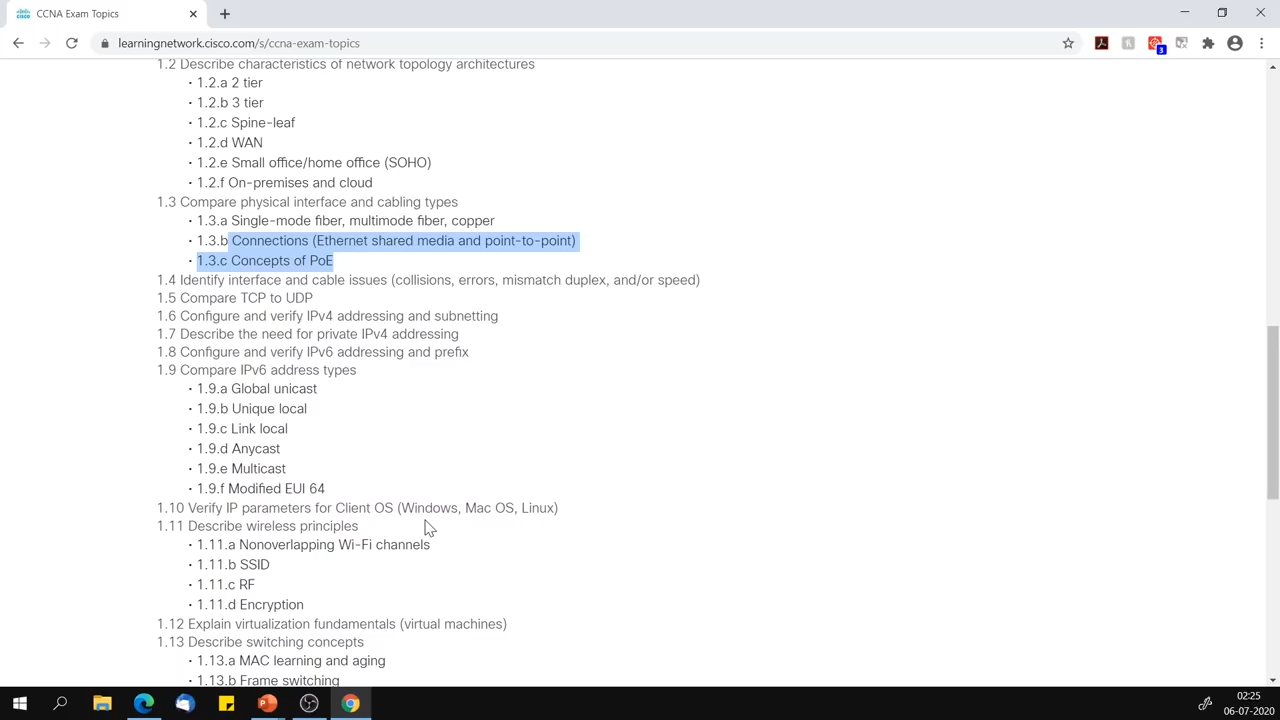 CCNA Exam Topics
learningnetwork.cisco.com/s/ccna-exam-topics
3
1.2 Describe characteristics of network topology architectures
• 1.2.a 2 tier
• 1.2.b 3 tier
• 1.2.c Spine-leaf
• 1.2.d WAN
• 1.2.e Small office/home office (SOHO)
• 1.2.f On-premises and cloud
1.3 Compare physical interface and cabling types
• 1.3.a Single-mode fiber, multimode fiber, copper
• 1.3.b Connections (Ethernet shared media and point-to-point)
• 1.3.c Concepts of PoE
1.4 Identify interface and cable issues (collisions, errors, mismatch duplex, and/or speed)
1.5 Compare TCP to UDP
1.6 Configure and verify IPv4 addressing and subnetting
1.7 Describe the need for private IPv4 addressing
1.8 Configure and verify IPv6 addressing and prefix
1.9 Compare IPv6 address types
• 1.9.a Global unicast
• 1.9.b Unique local
• 1.9.c Link local
• 1.9.d Anycast
• 1.9.e Multicast
• 1.9.f Modified EUI 64
1.10 Verify IP parameters for Client OS (Windows, Mac OS, Linux)
1.11 Describe wireless principles
• 1.11.a Nonoverlapping Wi-Fi channels
• 1.11.b SSID
• 1.11.c RF
• 1.11.d Encryption
1.12 Explain virtualization fundamentals (virtual machines)
1.13 Describe switching concepts
• 1.13.a MAC learning and aging
• 1.13.b Frame switching
02:25
06-07-2020